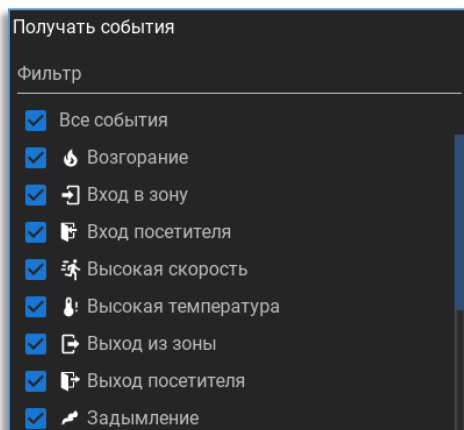 Получать события
Фильтр
Все события
Возгорание
Вход в зону
Вход посетителя
Высокая скорость
Высокая температура
Выход из зоны
Выход посетителя
Задымление